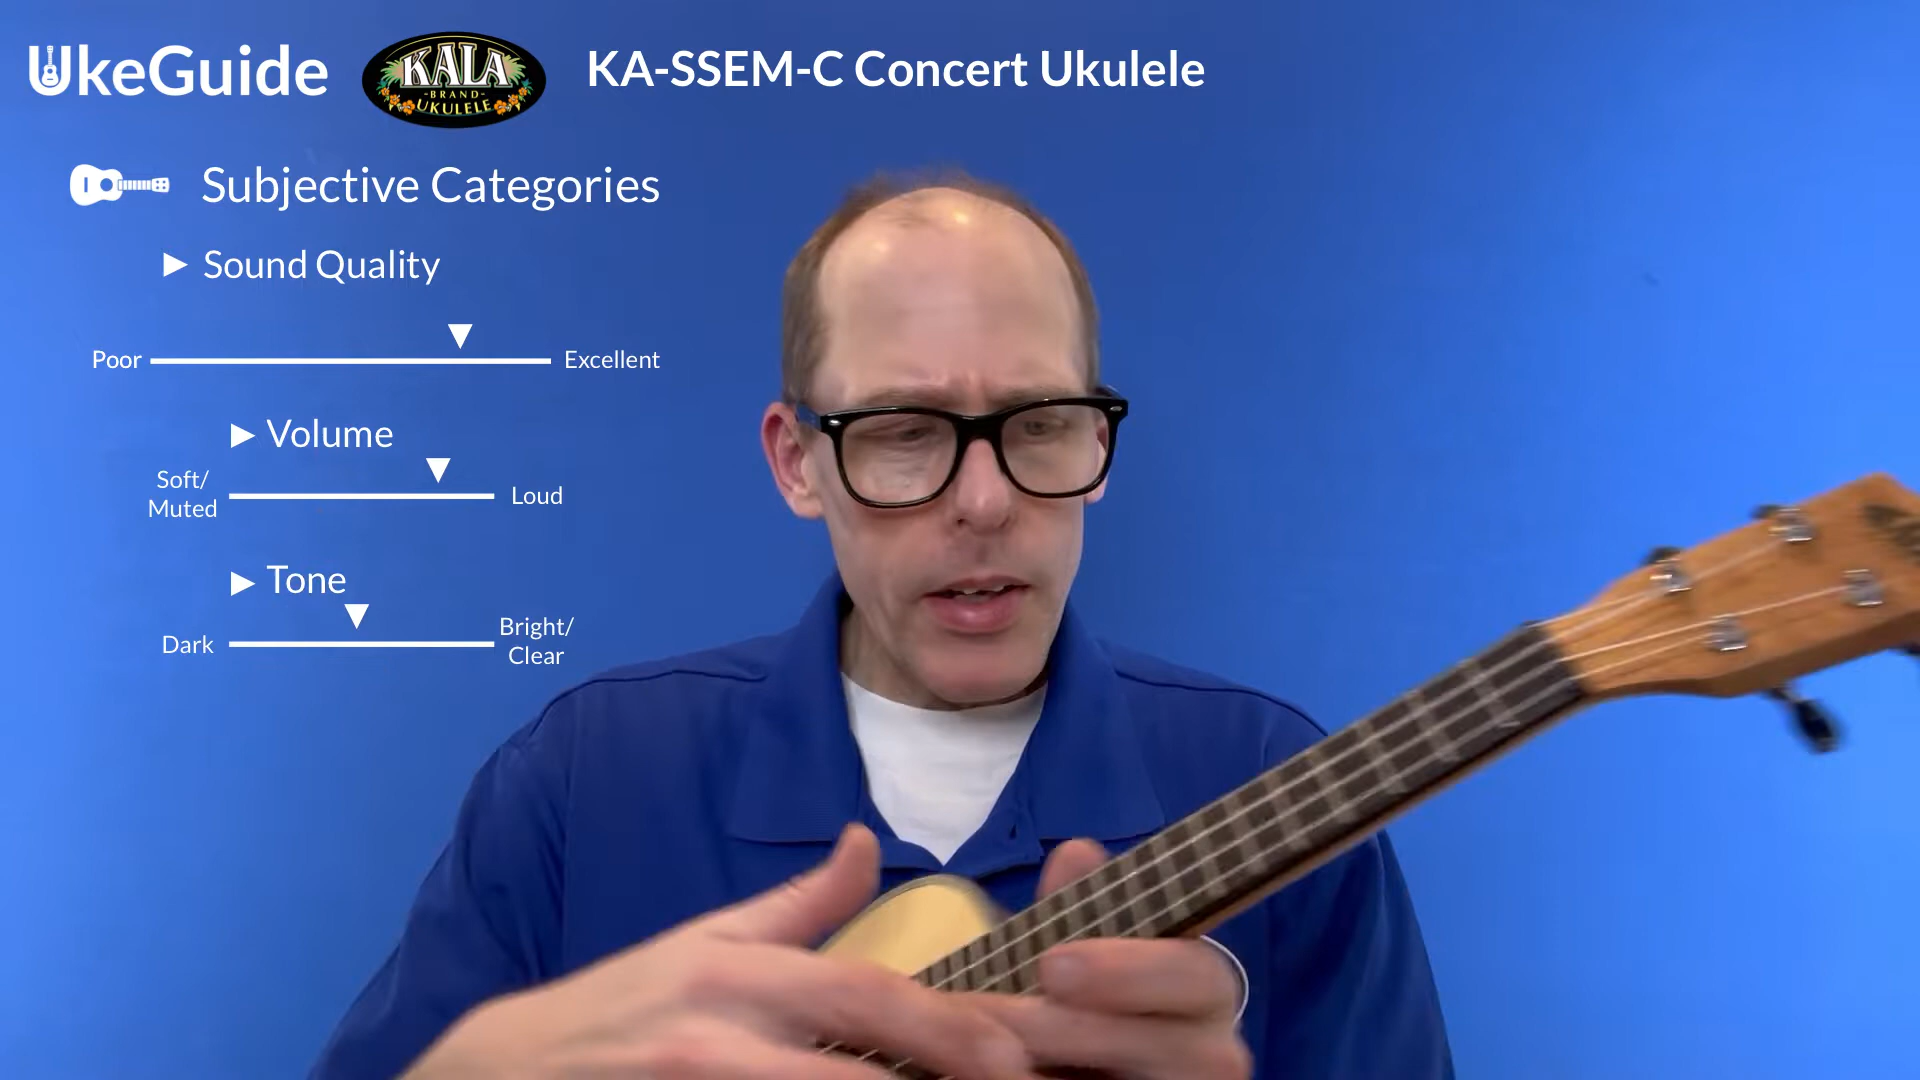 UkeGuide
KALA
-BRAND-
UKULELE
KA-SSEM-C Concert Ukulele
Subjective Categories
Sound Quality
Poor
Excellent
Volume
Soft/
Muted
Loud
Tone
Dark
Bright/
Clear